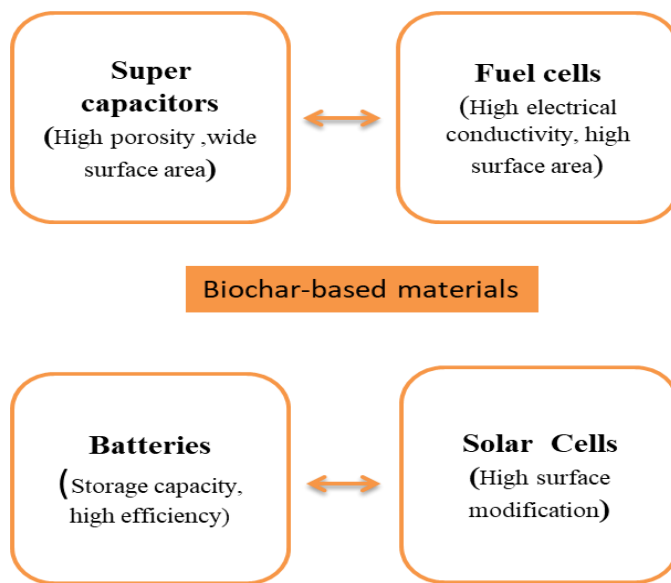 Super
capacitors
(High porosity ,wide
surface area)
Fuel cells
(High electrical
conductivity, high
surface area)
Biochar-based materials
Batteries
(Storage capacity,
high efficiency)
Solar Cells
(High surface
modification)